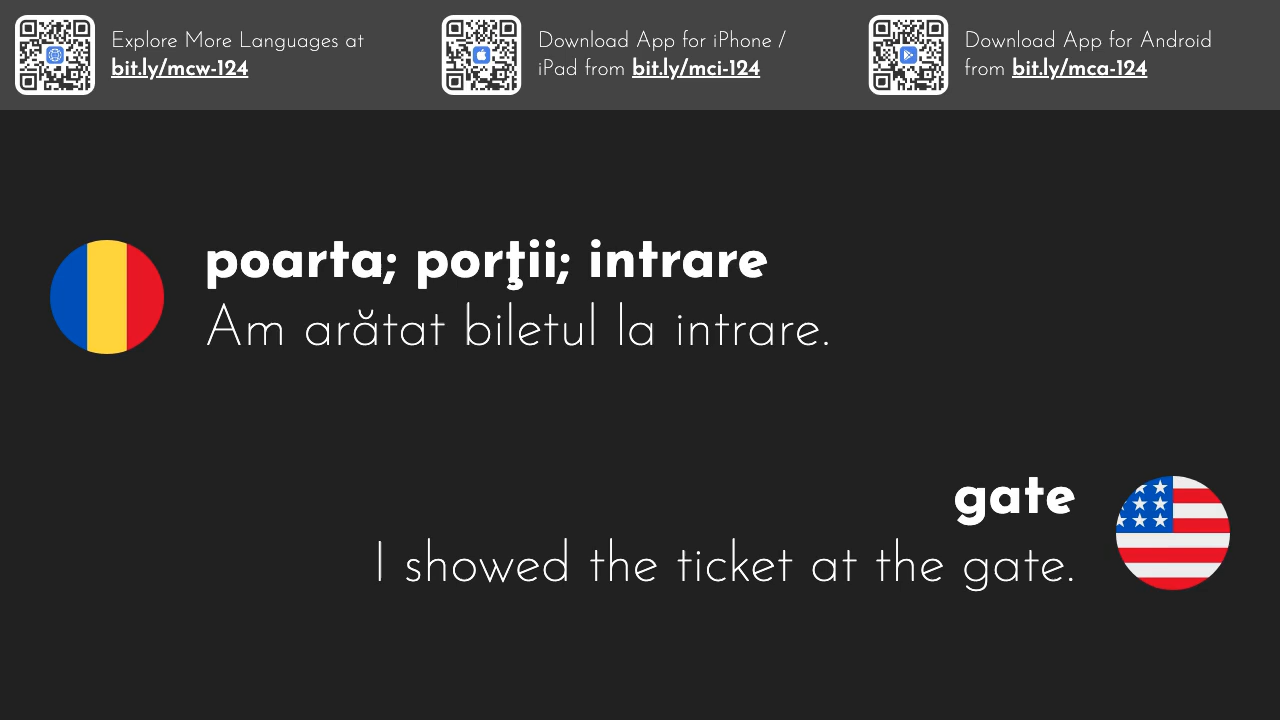 Explore More Languages at
bit.ly/mcw-124
Download App for iPhone /
iPad from bit.ly/mci-124
Download App for Android
from bit.ly/mca-124
poarta; porţii; intrare
Am arătat biletul la intrare.
gate
I showed the ticket at the gate.